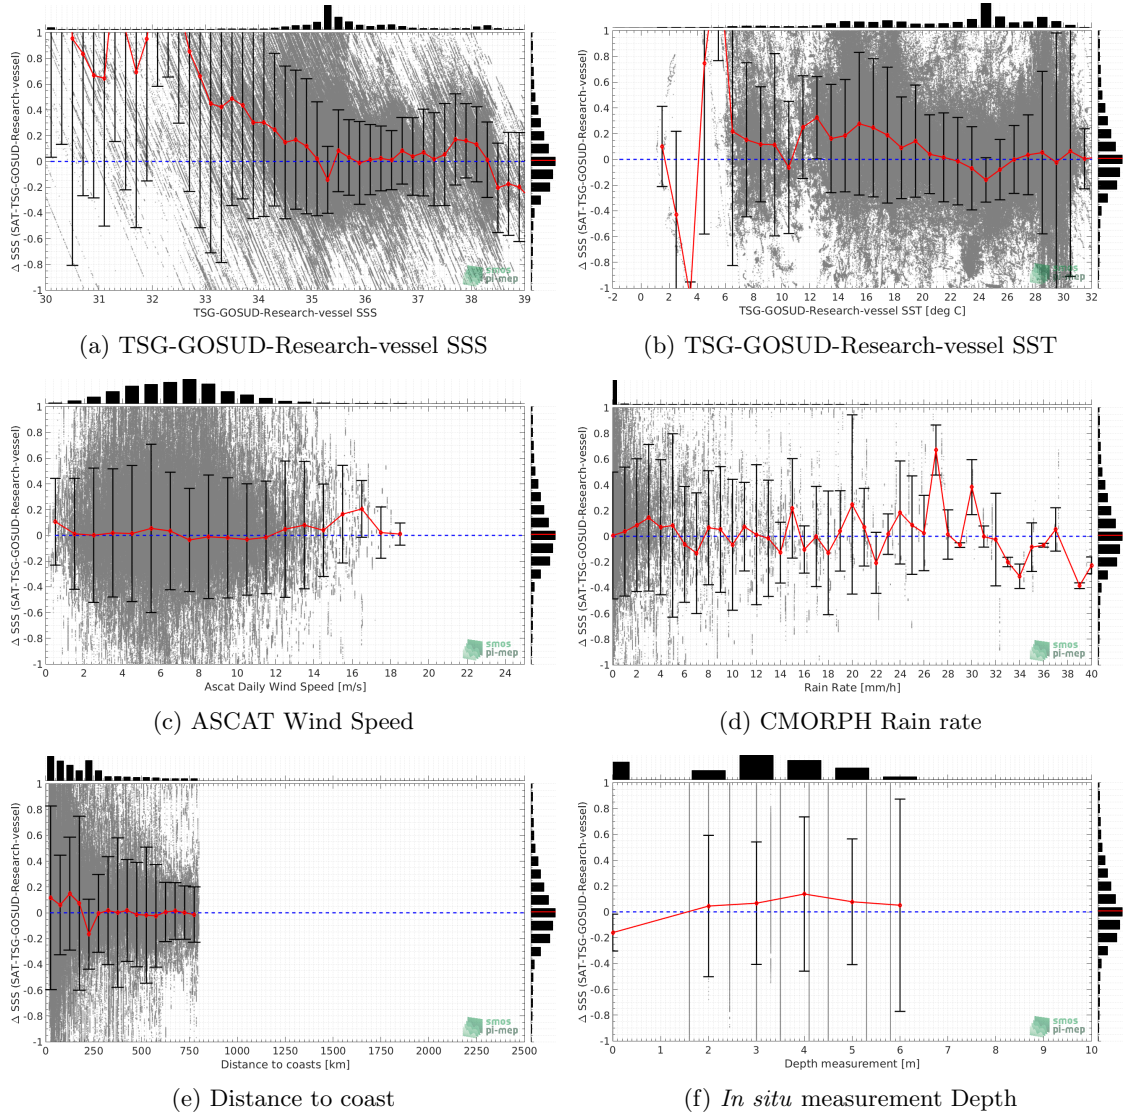 Δ SSS (SAT-TSG-GOSUD-Research-vessel)
1
0.8
0.6
0.4
0.2
0
-0.2
-0.4
-0.6
-0.8
-1
30 31 32 33 34 35 36 37 38 39
TSG-GOSUD-Research-vessel SSS
smos
pi-mep
(a) TSG-GOSUD-Research-vessel SSS
Δ SSS (SAT-TSG-GOSUD-Research-vessel)
1
0.8
0.6
0.4
0.2
0
-0.2
-0.4
-0.6
-0.8
-1
-2 0 2 4 6 8 10 12 14 16 18 20 22 24 26 28 30 32
TSG-GOSUD-Research-vessel SST [deg C]
smos
pi-mep
(b) TSG-GOSUD-Research-vessel SST
Δ SSS (SAT-TSG-GOSUD-Research-vessel)
1
0.8
0.6
0.4
0.2
0
-0.2
-0.4
-0.6
-0.8
-1
0 2 4 6 8 10 12 14 16 18 20 22 24
Ascat Daily Wind Speed [m/s]
smos
pi-mep
(c) ASCAT Wind Speed
Δ SSS (SAT-TSG-GOSUD-Research-vessel)
1
0.8
0.6
0.4
0.2
0
-0.2
-0.4
-0.6
-0.8
-1
0 2 4 6 8 10 12 14 16 18 20 22 24 26 28 30 32 34 36 38 40
Rain Rate [mm/h]
smos
pi-mep
(d) CMORPH Rain rate
Δ SSS (SAT-TSG-GOSUD-Research-vessel)
1
0.8
0.6
0.4
0.2
0
-0.2
-0.4
-0.6
-0.8
-1
0 250 500 750 1000 1250 1500 1750 2000 2250 2500
Distance to coasts [km]
smos
pi-mep
(e) Distance to coast
Δ SSS (SAT-TSG-GOSUD-Research-vessel)
1
0.8
0.6
0.4
0.2
0
-0.2
-0.4
-0.6
-0.8
-1
0 1 2 3 4 5 6 7 8 9 10
Depth measurement [m]
smos
pi-mep
(f) In situ measurement Depth